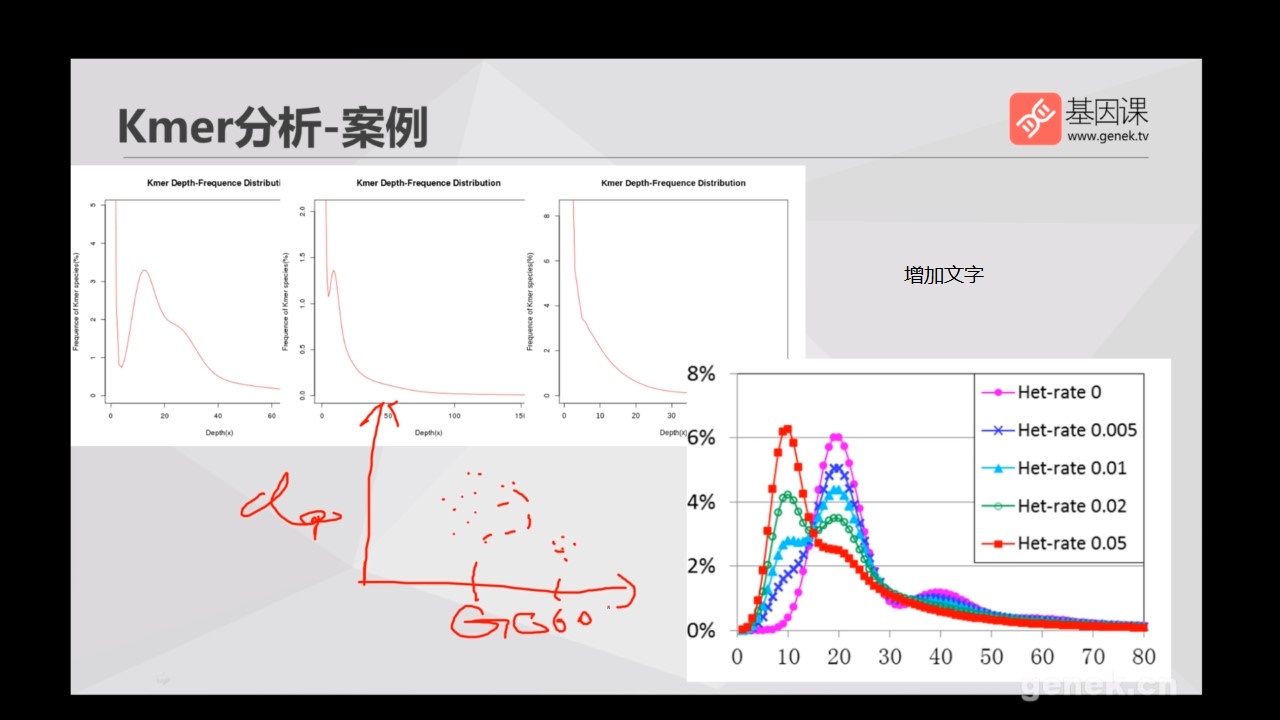 Kmer分析-案例
基因课
www.genek.tv
Kmer Depth-Frequence Distributi
Frequence of Kmer species(%)
5
4
3
2
1
0
0 20 40 60
Depth(x)
Kmer Depth-Frequence Distribution
Frequence of Kmer species(%)
2.0
1.5
1.0
0.5
0.0
0 50 100 15
Depth(x)
Kmer Depth-Frequence Distribution
Frequence of Kmer species(%)
8
6
4
2
0
0 10 20 30
Depth(x)
增加文字
8%
6%
4%
2%
0%
Het-rate 0
Het-rate 0.005
Het-rate 0.01
Het-rate 0.02
Het-rate 0.05
0 10 20 30 40 50 60 70 80
dep
GC 60
genek.cn